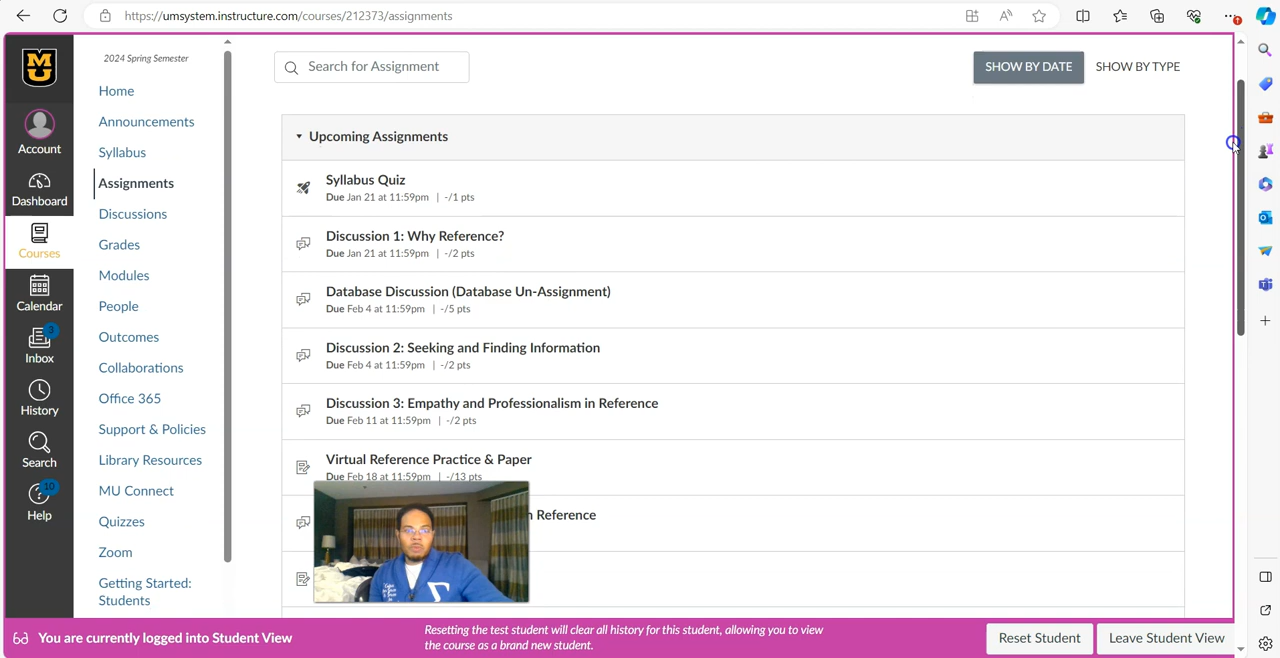 https://umsystem.instructure.com/courses/212373/assignments
MU
Account
Dashboard
Courses
Calendar
3
Inbox
History
Search
10
Help
2024 Spring Semester
Home
Announcements
Syllabus
Assignments
Discussions
Grades
Modules
People
Outcomes
Collaborations
Office 365
Support & Policies
Library Resources
MU Connect
Quizzes
Zoom
Getting Started:
Students
Search for Assignment
SHOW BY DATE
SHOW BY TYPE
Upcoming Assignments
Syllabus Quiz
Due Jan 21 at 11:59pm | -/1 pts
Discussion 1: Why Reference?
Due Jan 21 at 11:59pm | -/2 pts
Database Discussion (Database Un-Assignment)
Due Feb 4 at 11:59pm | -/5 pts
Discussion 2: Seeking and Finding Information
Due Feb 4 at 11:59pm | -/2 pts
Discussion 3: Empathy and Professionalism in Reference
Due Feb 11 at 11:59pm | -/2 pts
Virtual Reference Practice & Paper
Due Feb 18 at 11:59pm | -/13 pts
Reference
Σ
You are currently logged into Student View
Resetting the test student will clear all history for this student, allowing you to view
the course as a brand new student.
Reset Student
Leave Student View